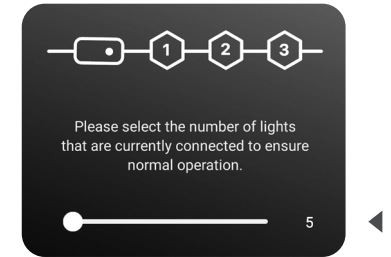 1 2 3
Please select the number of lights
that are currently connected to ensure
normal operation.
5